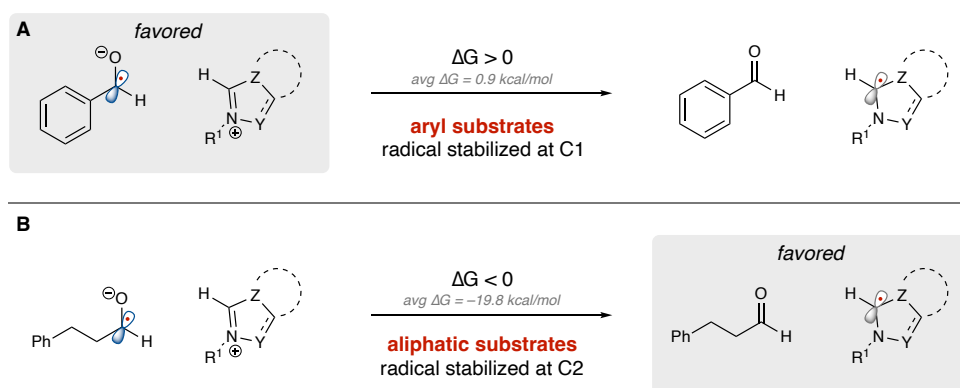 A
favored
⊖
O
H
H
Z
N
⊕
Y
R¹
ΔG > 0
avg ΔG = 0.9 kcal/mol
aryl substrates
radical stabilized at C1
O
H
H
Z
N
Y
R¹
B
⊖
O
Ph
H
H
Z
N
⊕
Y
R¹
ΔG < 0
avg ΔG = –19.8 kcal/mol
aliphatic substrates
radical stabilized at C2
favored
O
Ph
H
H
Z
N
Y
R¹